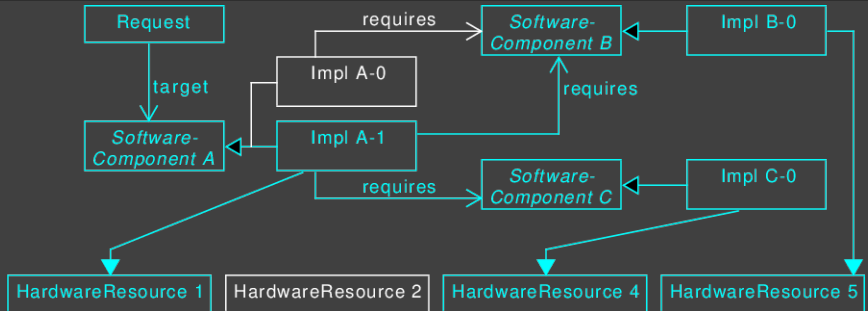 Request
requires
Software-
Component B
Impl B-0
Impl A-0
target
requires
Software-
Component A
Impl A-1
requires
Software-
Component C
Impl C-0
HardwareResource 1
HardwareResource 2
HardwareResource 4
HardwareResource 5